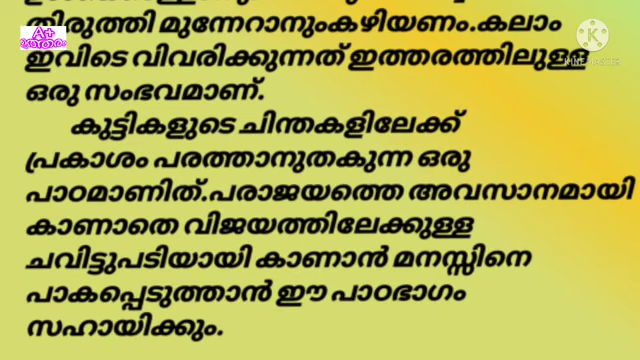 തിരുത്തി മുന്നേറാനുംകഴിയണം.കലാം
ഇവിടെ വിവരിക്കുന്നത് ഇത്തരത്തിലുള്ള
ഒരു സംഭവമാണ്.
കുട്ടികളുടെ ചിന്തകളിലേക്ക്
പ്രകാശം പരത്താനുതകുന്ന ഒരു
പാഠമാണിത്.പരാജയത്തെ അവസാനമായി
കാണാതെ വിജയത്തിലേക്കുള്ള
ചവിട്ടുപടിയായി കാണാൻ മനസ്സിനെ
പാകപ്പെടുത്താൻ ഈ പാഠഭാഗം
സഹായിക്കും.
A+
KINEMASTER